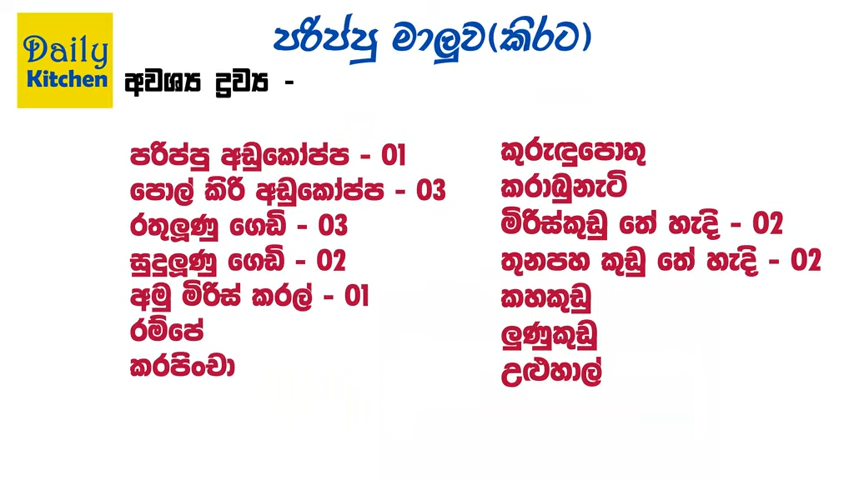 Daily
Kitchen
පරිප්පු මාලුව(කිරට)
අවශ්‍ය ද්‍රව්‍ය -
පරිප්පු අඩුකෝප්ප - 01
පොල් කිරි අඩුකෝප්ප - 03
රතුලූණු ගෙඩි - 03
සුදුලූණු ගෙඩි - 02
අමු මිරිස් කරල් - 01
රම්පේ
කරපිංචා
කුරුඳුපොතු
කරාබුනැටි
මිරිස්කුඩු තේ හැදි - 02
තුනපහ කුඩු තේ හැදි - 02
කහකුඩු
ලුණුකුඩු
උළුහාල්